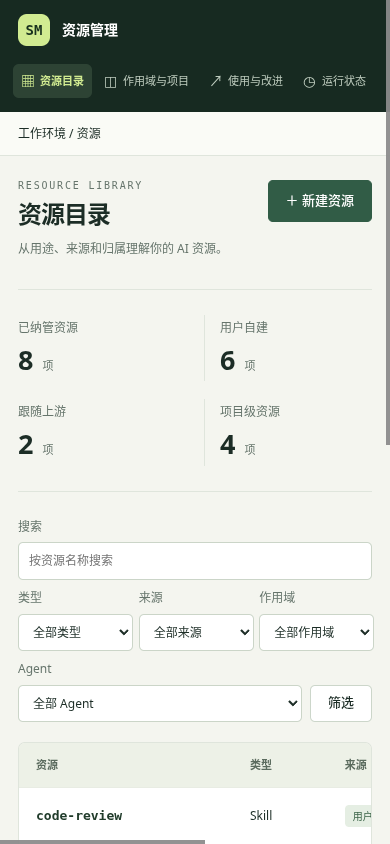 SM 资源管理
资源目录 作用域与项目 使用与改进 运行状态
工作环境 / 资源
RESOURCE LIBRARY
资源目录
+ 新建资源
从用途、来源和归属理解你的 AI 资源。
已纳管资源 用户自建
8 项 6 项
跟随上游 项目级资源
2 项 4 项
搜索
按资源名称搜索
类型 来源 作用域
全部类型 全部来源 全部作用域
Agent
全部 Agent 筛选
资源 类型 来源
code-review Skill 用户